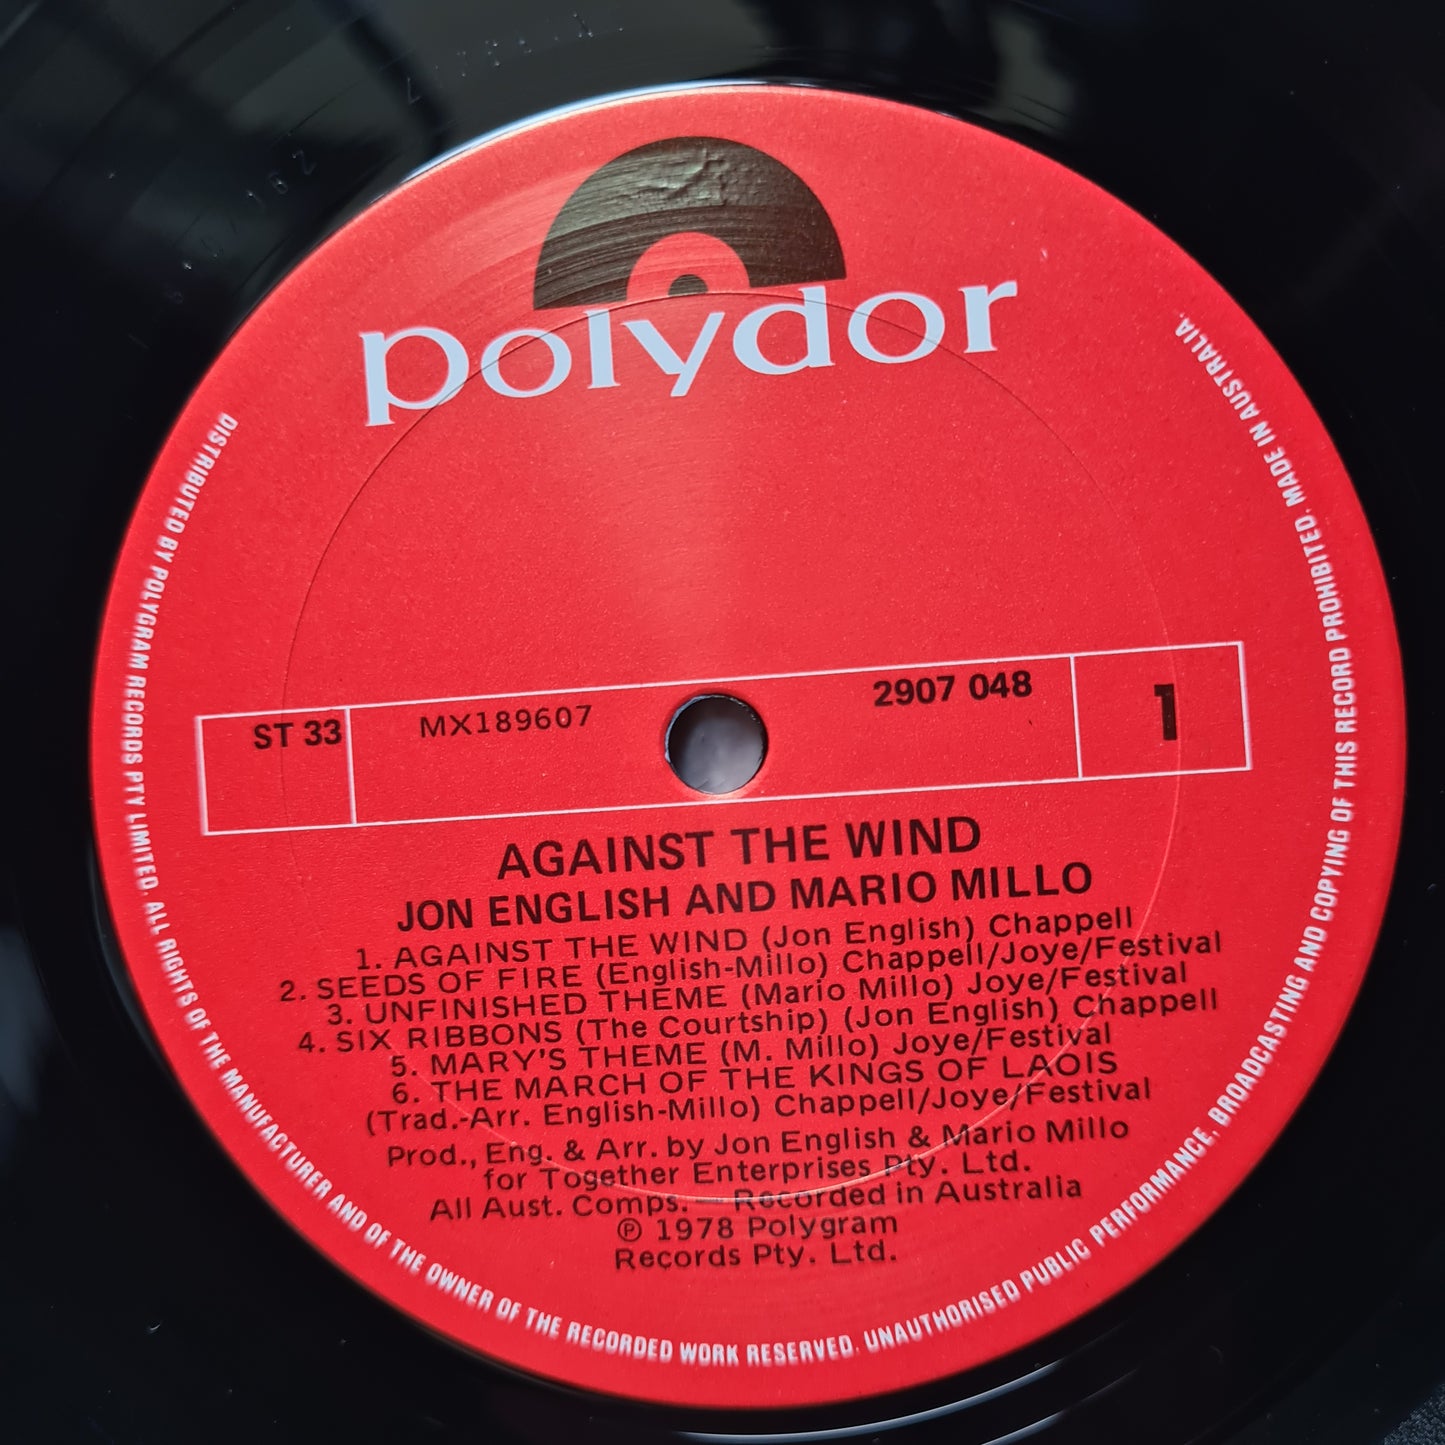 polydor
ST 33
MX189607
2907 048
1
AGAINST THE WIND
JON ENGLISH AND MARIO MILLO
1. AGAINST THE WIND (Jon English) Chappell
2. SEEDS OF FIRE (English-Millo) Chappell/Joye/Festival
3. UNFINISHED THEME (Mario Millo) Joye/Festival
4. SIX RIBBONS (The Courtship) (Jon English) Chappell
5. MARY'S THEME (M. Millo) Joye/Festival
6. THE MARCH OF THE KINGS OF LAOIS
(Trad.-Arr. English-Millo) Chappell/Joye/Festival
Prod., Eng. & Arr. by Jon English & Mario Millo
for Together Enterprises Pty. Ltd.
All Aust. Comps. — Recorded in Australia
℗ 1978 Polygram
Records Pty. Ltd.
DISTRIBUTED BY POLYGRAM RECORDS PTY LIMITED. ALL RIGHTS OF THE MANUFACTURER AND OF THE OWNER OF THE RECORDED WORK RESERVED. UNAUTHORISED PUBLIC PERFORMANCE, BROADCASTING AND COPYING OF THIS RECORD PROHIBITED. MADE IN AUSTRALIA.